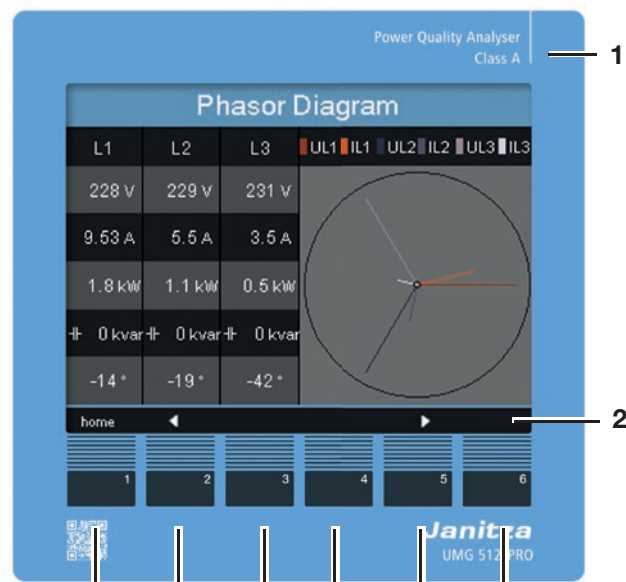 Power Quality Analyser
Class A
1
Phasor Diagram
L1 L2 L3 UL1 IL1 UL2 IL2 UL3 IL3
228 V 229 V 231 V
9.53 A 5.5 A 3.5 A
1.8 kW 1.1 kW 0.5 kW
0 kvar 0 kvar 0 kvar
-14 ° -19 ° -42 °
home
2
1 2 3 4 5 6
Janitza
UMG 512 PRO